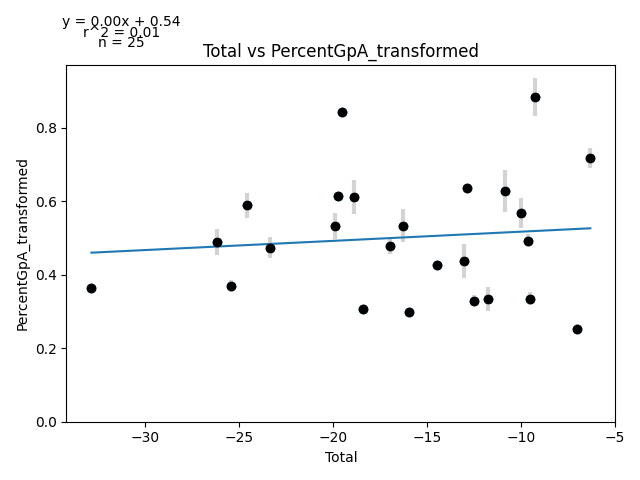 y = 0.00x + 0.54
r^2 = 0.01
n = 25
Total vs PercentGpA_transformed
PercentGpA_transformed
0.8
0.6
0.4
0.2
0.0
−30
−25
−20
−15
−10
−5
Total